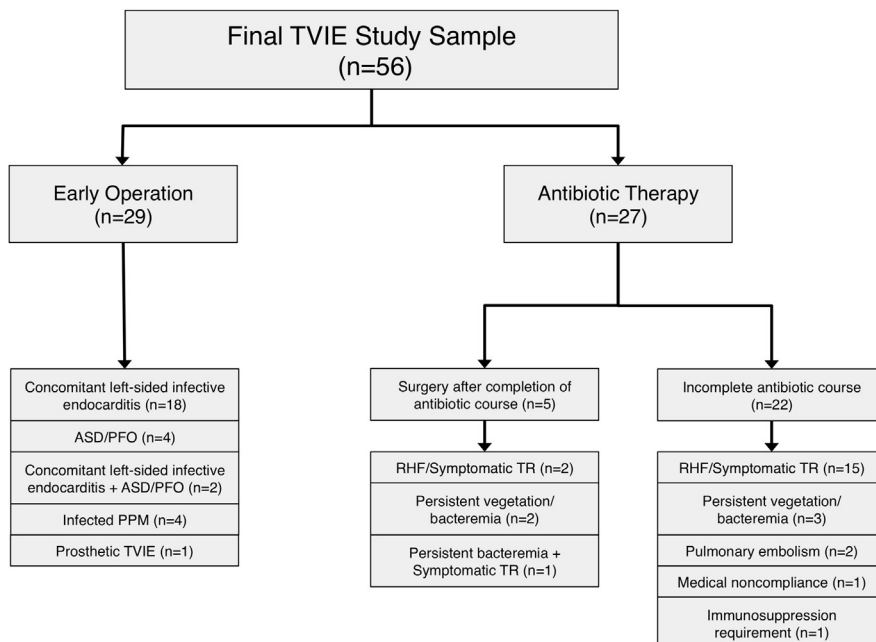 Final TVIE Study Sample
(n=56)
Early Operation
(n=29)
Antibiotic Therapy
(n=27)
Concomitant left-sided infective
endocarditis (n=18)
ASD/PFO (n=4)
Concomitant left-sided infective
endocarditis + ASD/PFO (n=2)
Infected PPM (n=4)
Prosthetic TVIE (n=1)
Surgery after completion of
antibiotic course (n=5)
RHF/Symptomatic TR (n=2)
Persistent vegetation/
bacteremia (n=2)
Persistent bacteremia +
Symptomatic TR (n=1)
Incomplete antibiotic course
(n=22)
RHF/Symptomatic TR (n=15)
Persistent vegetation/
bacteremia (n=3)
Pulmonary embolism (n=2)
Medical noncompliance (n=1)
Immunosuppression
requirement (n=1)